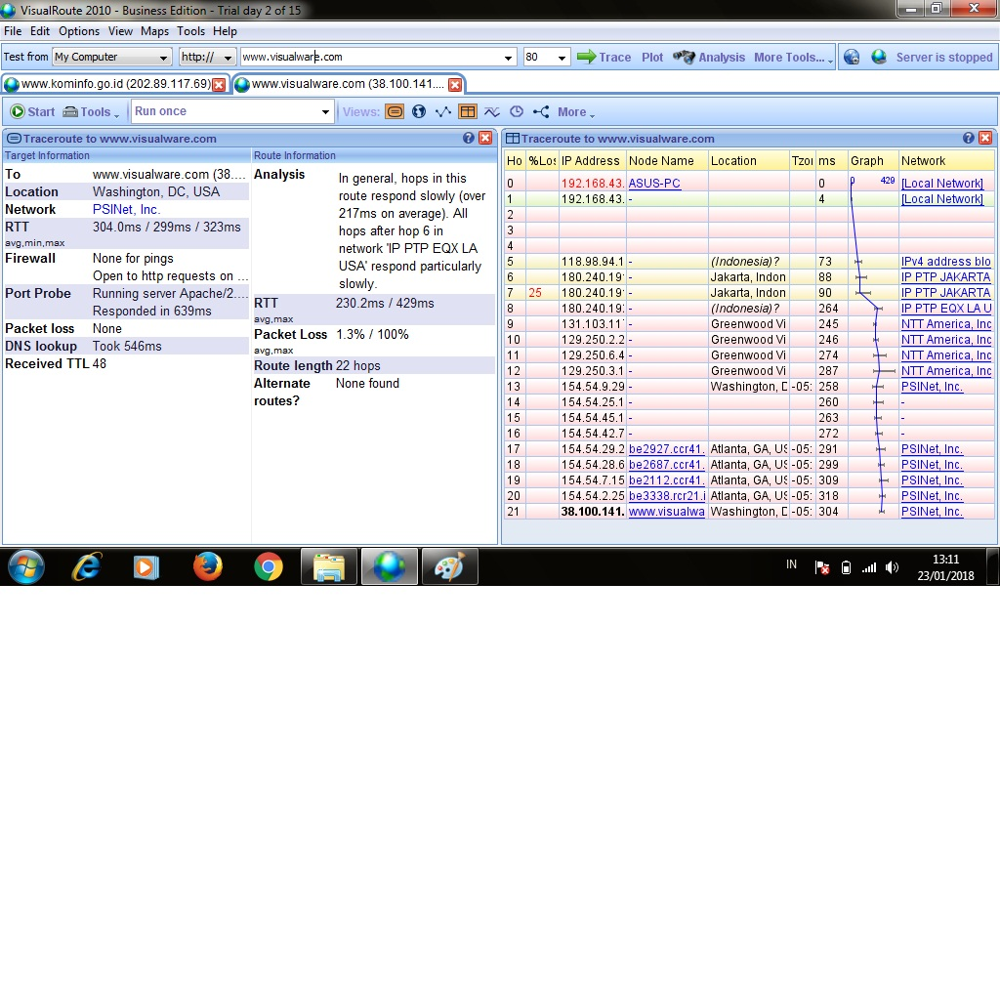 VisualRoute 2010 - Business Edition - Trial day 2 of 15
File Edit Options View Maps Tools Help
Test from My Computer http:// www.visualware.com 80 Trace Plot Analysis More Tools... Server is stopped
www.kominfo.go.id (202.89.117.69) www.visualware.com (38.100.141....
Start Tools Run once Views: More
Traceroute to www.visualware.com
Target Information
To www.visualware.com (38....
Location Washington, DC, USA
Network PSINet, Inc.
RTT 304.0ms / 299ms / 323ms
avg,min,max
Firewall None for pings
Open to http requests on ...
Port Probe Running server Apache/2....
Responded in 639ms
Packet loss None
DNS lookup Took 546ms
Received TTL 48
Route Information
Analysis In general, hops in this
route respond slowly (over
217ms on average). All
hops after hop 6 in
network 'IP PTP EQX LA
USA' respond particularly
slowly.
RTT 230.2ms / 429ms
avg,max
Packet Loss 1.3% / 100%
avg,max
Route length 22 hops
Alternate None found
routes?
Traceroute to www.visualware.com
Ho %Los IP Address Node Name Location Tzor ms Graph Network
0 192.168.43. ASUS-PC 0 0 429 [Local Network]
1 192.168.43. - 4 [Local Network]
2
3
4
5 118.98.94.1 - (Indonesia)? 73 IPv4 address blo
6 180.240.19 - Jakarta, Indon 88 IP PTP JAKARTA
7 25 180.240.19 - Jakarta, Indon 90 IP PTP JAKARTA
8 180.240.19 - (Indonesia)? 264 IP PTP EQX LA U
9 131.103.11 - Greenwood Vi 245 NTT America, Inc
10 129.250.2.2 - Greenwood Vi 246 NTT America, Inc
11 129.250.6.4 - Greenwood Vi 274 NTT America, Inc
12 129.250.3.1 - Greenwood Vi 287 NTT America, Inc
13 154.54.9.29 - Washington, D -05: 258 PSINet, Inc.
14 154.54.25.1 - 260 -
15 154.54.45.1 - 263 -
16 154.54.42.7 - 272 -
17 154.54.29.2 be2927.ccr41. Atlanta, GA, US -05: 291 PSINet, Inc.
18 154.54.28.6 be2687.ccr41. Atlanta, GA, US -05: 299 PSINet, Inc.
19 154.54.7.15 be2112.ccr41. Atlanta, GA, US -05: 309 PSINet, Inc.
20 154.54.2.25 be3338.rcr21.i Atlanta, GA, US -05: 318 PSINet, Inc.
21 38.100.141. www.visualwa Washington, D -05: 304 PSINet, Inc.
IN
13:11
23/01/2018